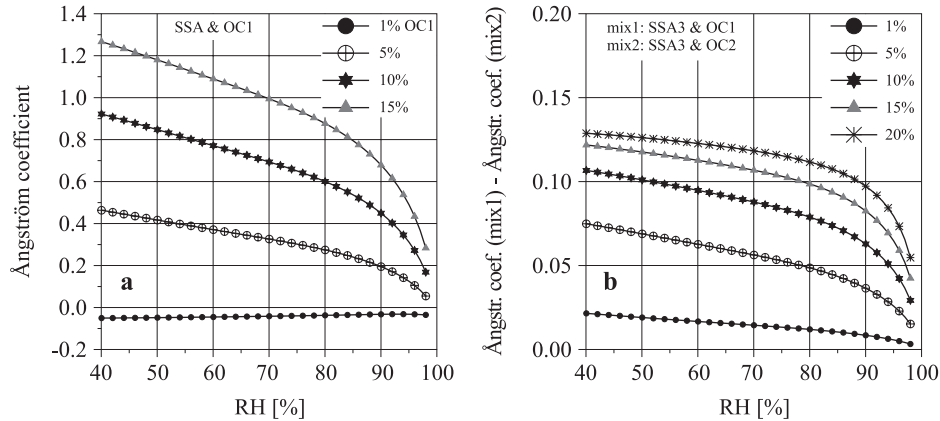 SSA & OC1
1% OC1
5%
10%
15%
1.4
1.2
1.0
0.8
0.6
0.4
0.2
0.0
-0.2
Ångström coefficient
a
40 50 60 70 80 90 100
RH [%]
mix1: SSA3 & OC1
mix2: SSA3 & OC2
1%
5%
10%
15%
20%
0.20
0.15
0.10
0.05
0.00
Ångstr. coef. (mix1) - Ångstr. coef. (mix2)
b
40 50 60 70 80 90 100
RH [%]